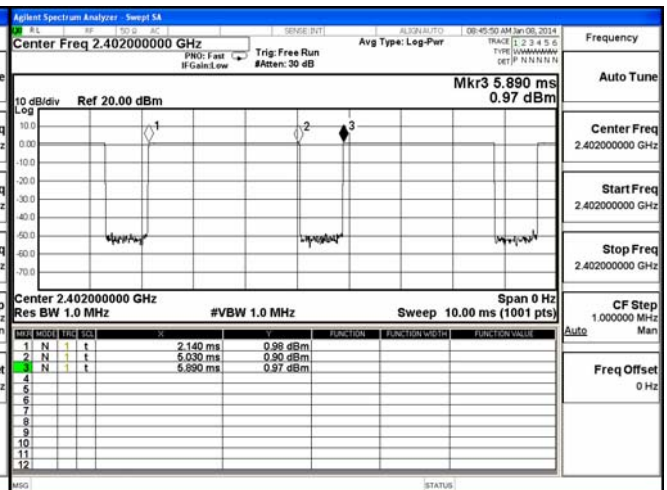 Agilent Spectrum Analyzer - Swept SA
RL RF 50 Ω AC SENSE:INT ALIGNAUTO 08:45:50 AM Jan 08, 2014
Center Freq 2.402000000 GHz
PNO: Fast
IFGain:Low
Trig: Free Run
#Atten: 30 dB
Avg Type: Log-Pwr
TRACE 1 2 3 4 5 6
TYPE
DET P N N N N N
Mkr3 5.890 ms
0.97 dBm
10 dB/div Ref 20.00 dBm
Log
10.0
0.00
-10.0
-20.0
-30.0
-40.0
-50.0
-60.0
-70.0
1 2 3
Center 2.402000000 GHz Span 0 Hz
Res BW 1.0 MHz #VBW 1.0 MHz Sweep 10.00 ms (1001 pts)
MKR MODE TRC SCL X Y FUNCTION FUNCTION WIDTH FUNCTION VALUE
1 N 1 t 2.140 ms 0.98 dBm
2 N 1 t 5.030 ms 0.90 dBm
3 N 1 t 5.890 ms 0.97 dBm
4
5
6
7
8
9
10
11
12
MSG STATUS
Frequency
Auto Tune
Center Freq
2.402000000 GHz
Start Freq
2.402000000 GHz
Stop Freq
2.402000000 GHz
CF Step
1.000000 MHz
Auto Man
Freq Offset
0 Hz